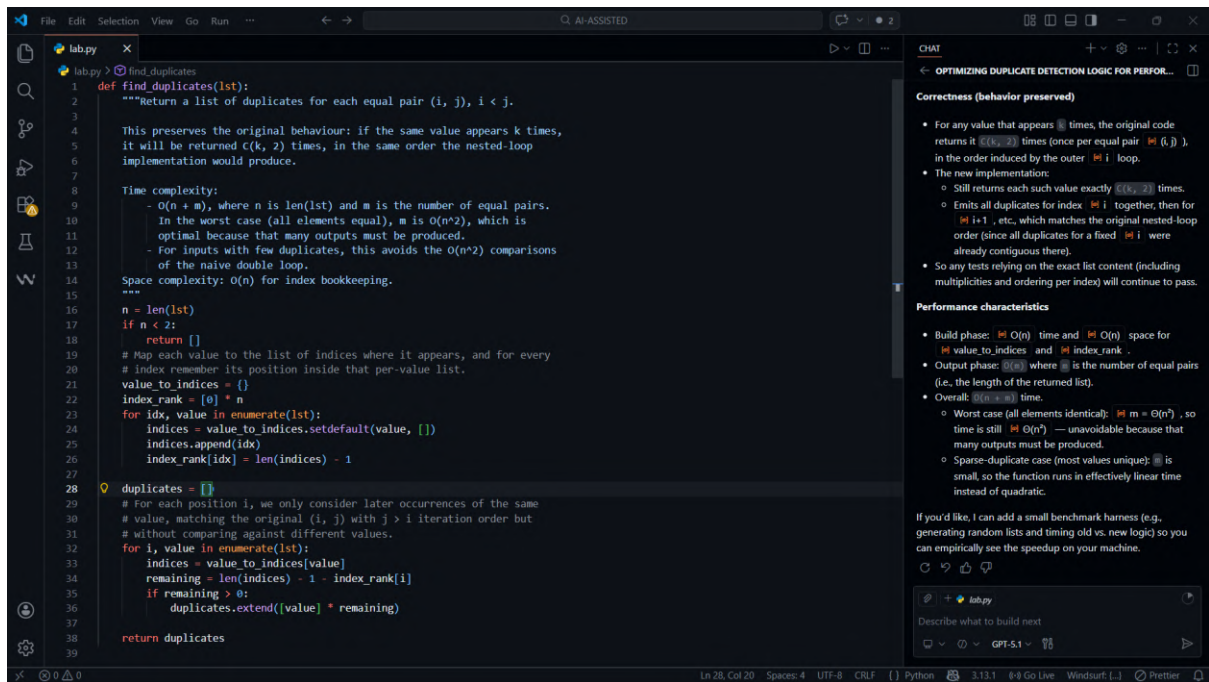 File Edit Selection View Go Run ... AI-ASSISTED 2
lab.py
lab.py > find_duplicates
1 def find_duplicates(lst):
2 """Return a list of duplicates for each equal pair (i, j), i < j.
3
4 This preserves the original behaviour: if the same value appears k times,
5 it will be returned C(k, 2) times, in the same order the nested-loop
6 implementation would produce.
7
8 Time complexity:
9 - O(n + m), where n is len(lst) and m is the number of equal pairs.
10 In the worst case (all elements equal), m is O(n^2), which is
11 optimal because that many outputs must be produced.
12 - For inputs with few duplicates, this avoids the O(n^2) comparisons
13 of the naive double loop.
14 Space complexity: O(n) for index bookkeeping.
15 """
16 n = len(lst)
17 if n < 2:
18 return []
19 # Map each value to the list of indices where it appears, and for every
20 # index remember its position inside that per-value list.
21 value_to_indices = {}
22 index_rank = [0] * n
23 for idx, value in enumerate(lst):
24 indices = value_to_indices.setdefault(value, [])
25 indices.append(idx)
26 index_rank[idx] = len(indices) - 1
27
28 duplicates = []
29 # For each position i, we only consider later occurrences of the same
30 # value, matching the original (i, j) with j > i iteration order but
31 # without comparing against different values.
32 for i, value in enumerate(lst):
33 indices = value_to_indices[value]
34 remaining = len(indices) - 1 - index_rank[i]
35 if remaining > 0:
36 duplicates.extend([value] * remaining)
37
38 return duplicates
39
CHAT
OPTIMIZING DUPLICATE DETECTION LOGIC FOR PERFOR...
Correctness (behavior preserved)
• For any value that appears k times, the original code
returns it C(k, 2) times (once per equal pair (i, j) ),
in the order induced by the outer i loop.
• The new implementation:
Still returns each such value exactly C(k, 2) times.
Emits all duplicates for index i together, then for
i+1 , etc., which matches the original nested-loop
order (since all duplicates for a fixed i were
already contiguous there).
• So any tests relying on the exact list content (including
multiplicities and ordering per index) will continue to pass.
Performance characteristics
• Build phase: O(n) time and O(n) space for
value_to_indices and index_rank .
• Output phase: O(m) where m is the number of equal pairs
(i.e., the length of the returned list).
• Overall: O(n + m) time.
Worst case (all elements identical): m = Θ(n²) , so
time is still Θ(n²) — unavoidable because that
many outputs must be produced.
Sparse-duplicate case (most values unique): m is
small, so the function runs in effectively linear time
instead of quadratic.
If you'd like, I can add a small benchmark harness (e.g.,
generating random lists and timing old vs. new logic) so you
can empirically see the speedup on your machine.
lab.py
Describe what to build next
GPT-5.1
0 0 Ln 28, Col 20 Spaces: 4 UTF-8 CRLF {} Python 3.13.1 Go Live Windsurf: {...} Prettier